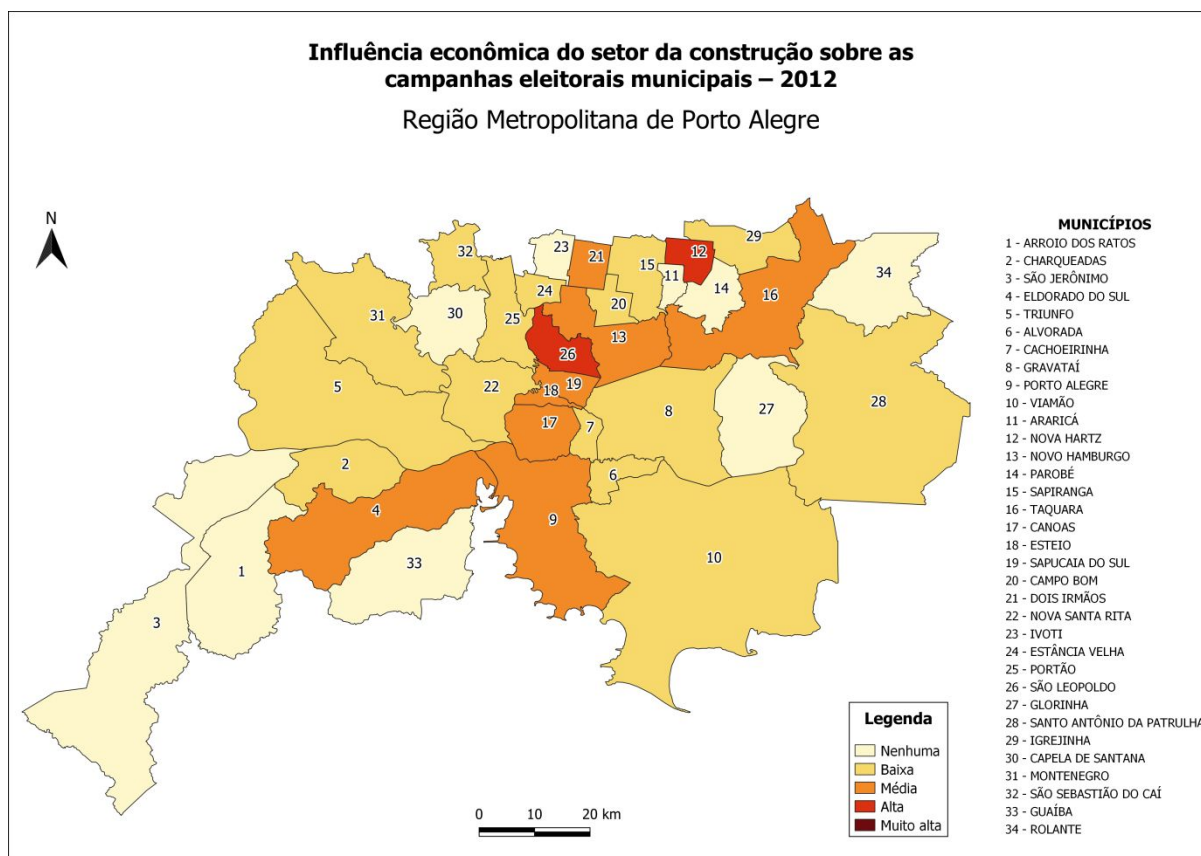 Influência econômica do setor da construção sobre as
campanhas eleitorais municipais – 2012
Região Metropolitana de Porto Alegre
N
MUNICÍPIOS
1 - ARROIO DOS RATOS
2 - CHARQUEADAS
3 - SÃO JERÔNIMO
4 - ELDORADO DO SUL
5 - TRIUNFO
6 - ALVORADA
7 - CACHOEIRINHA
8 - GRAVATAÍ
9 - PORTO ALEGRE
10 - VIAMÃO
11 - ARARICÁ
12 - NOVA HARTZ
13 - NOVO HAMBURGO
14 - PAROBÉ
15 - SAPIRANGA
16 - TAQUARA
17 - CANOAS
18 - ESTEIO
19 - SAPUCAIA DO SUL
20 - CAMPO BOM
21 - DOIS IRMÃOS
22 - NOVA SANTA RITA
23 - IVOTI
24 - ESTÂNCIA VELHA
25 - PORTÃO
26 - SÃO LEOPOLDO
27 - GLORINHA
28 - SANTO ANTÔNIO DA PATRULHA
29 - IGREJINHA
30 - CAPELA DE SANTANA
31 - MONTENEGRO
32 - SÃO SEBASTIÃO DO CAÍ
33 - GUAÍBA
34 - ROLANTE
29
32
23
21
12
15
11
34
14
16
24
20
30
31
25
13
26
5
22
18
19
28
8
27
17
7
2
6
4
9
10
33
1
3
Legenda
Nenhuma
Baixa
Média
Alta
Muito alta
0 10 20 km